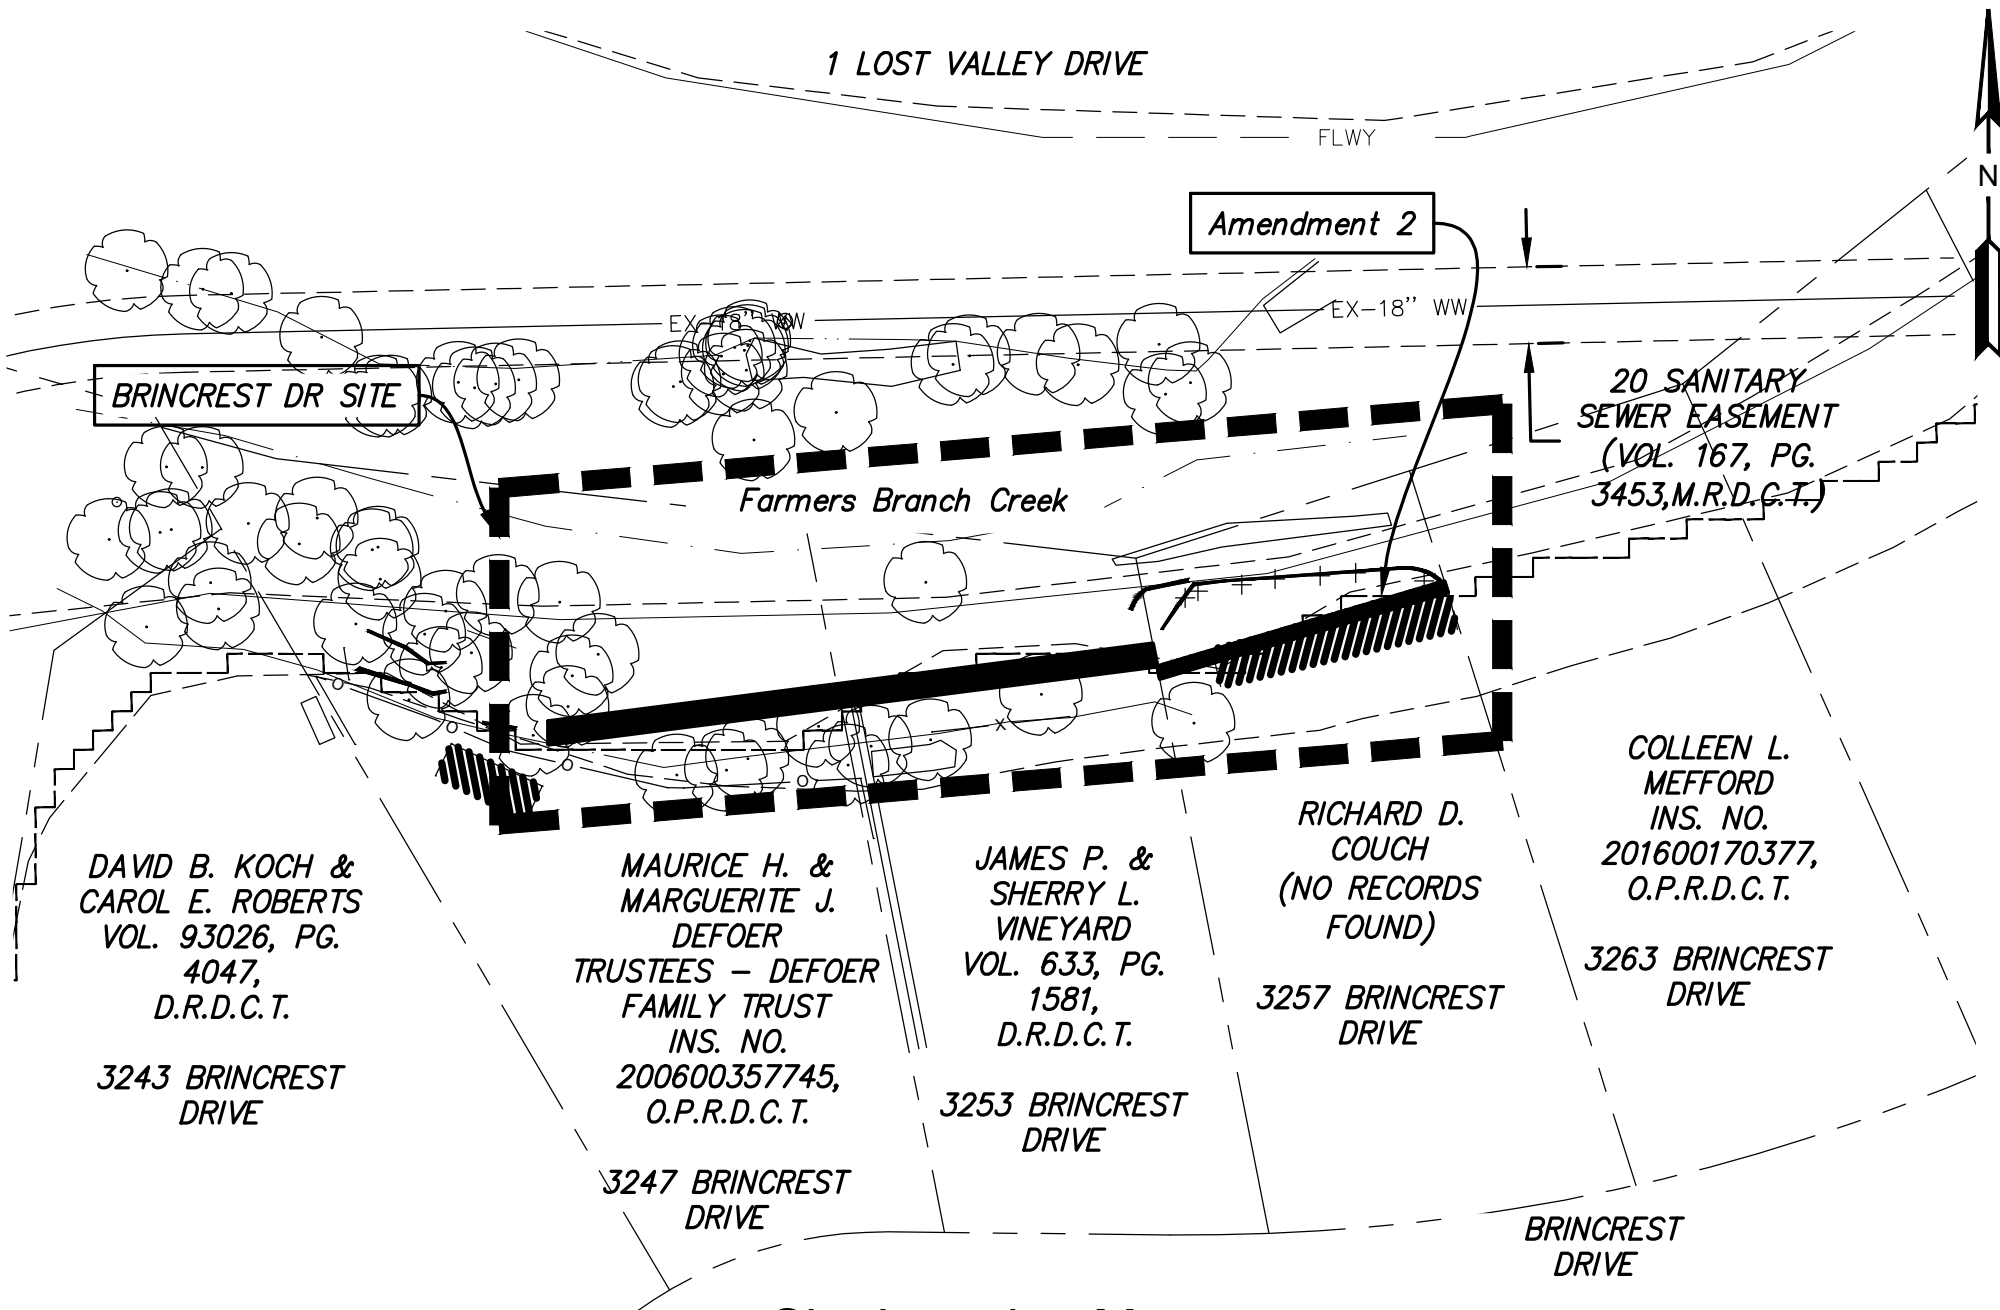 1 LOST VALLEY DRIVE
FLWY
N
Amendment 2
EX-18" WW
EX-18" WW
BRINCREST DR SITE
20 SANITARY
SEWER EASEMENT
(VOL. 167, PG.
3453,M.R.D.C.T.)
Farmers Branch Creek
DAVID B. KOCH &
CAROL E. ROBERTS
VOL. 93026, PG.
4047,
D.R.D.C.T.
3243 BRINCREST
DRIVE
MAURICE H. &
MARGUERITE J.
DEFOER
TRUSTEES – DEFOER
FAMILY TRUST
INS. NO.
200600357745,
O.P.R.D.C.T.
3247 BRINCREST
DRIVE
JAMES P. &
SHERRY L.
VINEYARD
VOL. 633, PG.
1581,
D.R.D.C.T.
3253 BRINCREST
DRIVE
RICHARD D.
COUCH
(NO RECORDS
FOUND)
3257 BRINCREST
DRIVE
COLLEEN L.
MEFFORD
INS. NO.
201600170377,
O.P.R.D.C.T.
3263 BRINCREST
DRIVE
BRINCREST
DRIVE